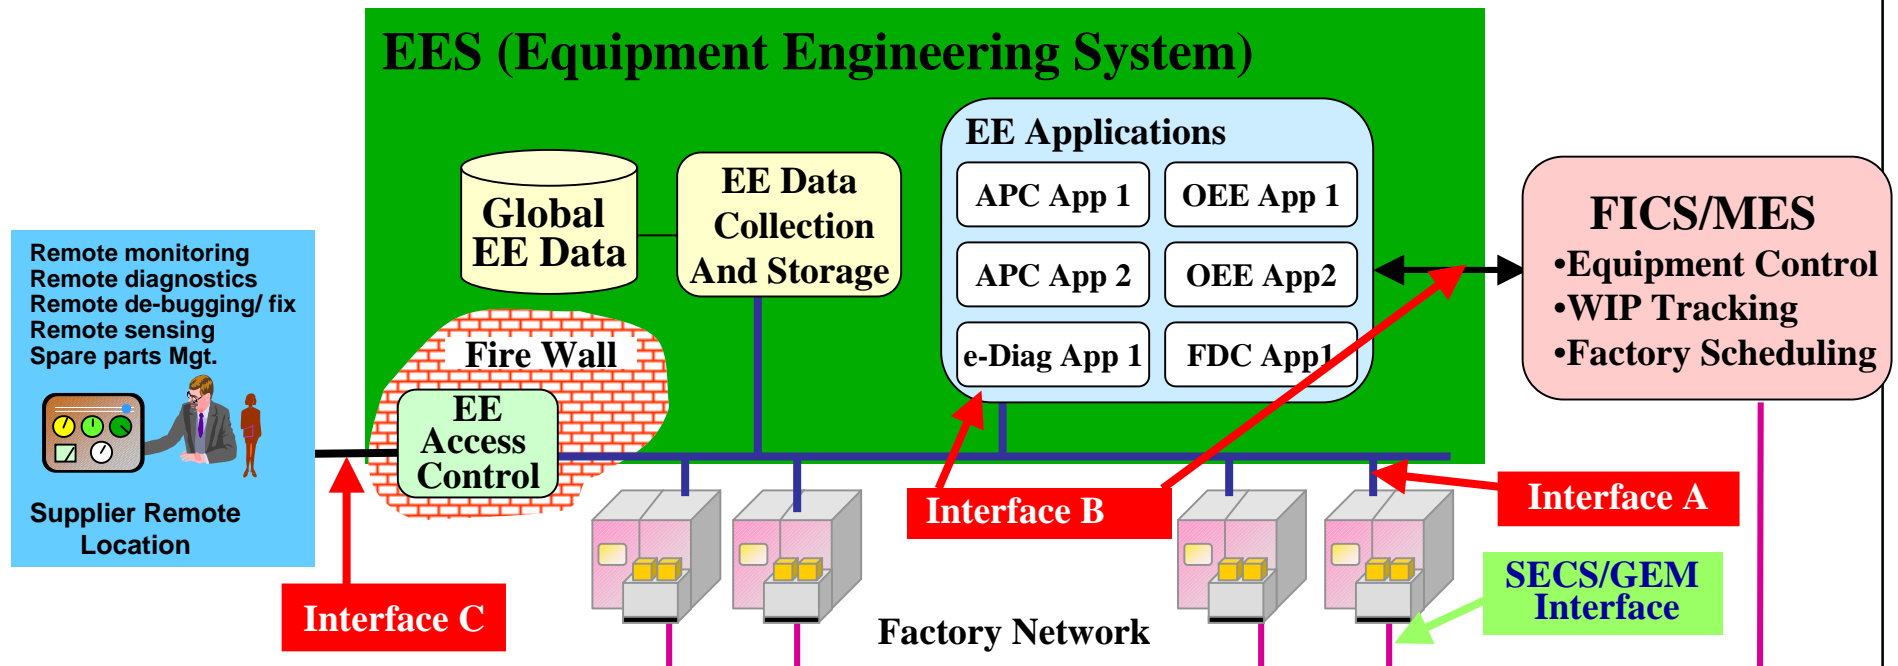 EES (Equipment Engineering System)
EE Applications
APC App 1
OEE App 1
APC App 2
OEE App2
e-Diag App 1
FDC App1
EE Data
Collection
And Storage
Global
EE Data
FICS/MES
•Equipment Control
•WIP Tracking
•Factory Scheduling
Remote monitoring
Remote diagnostics
Remote de-bugging/ fix
Remote sensing
Spare parts Mgt.
Supplier Remote
Location
Fire Wall
EE
Access
Control
Interface B
Interface A
Interface C
SECS/GEM
Interface
Factory Network